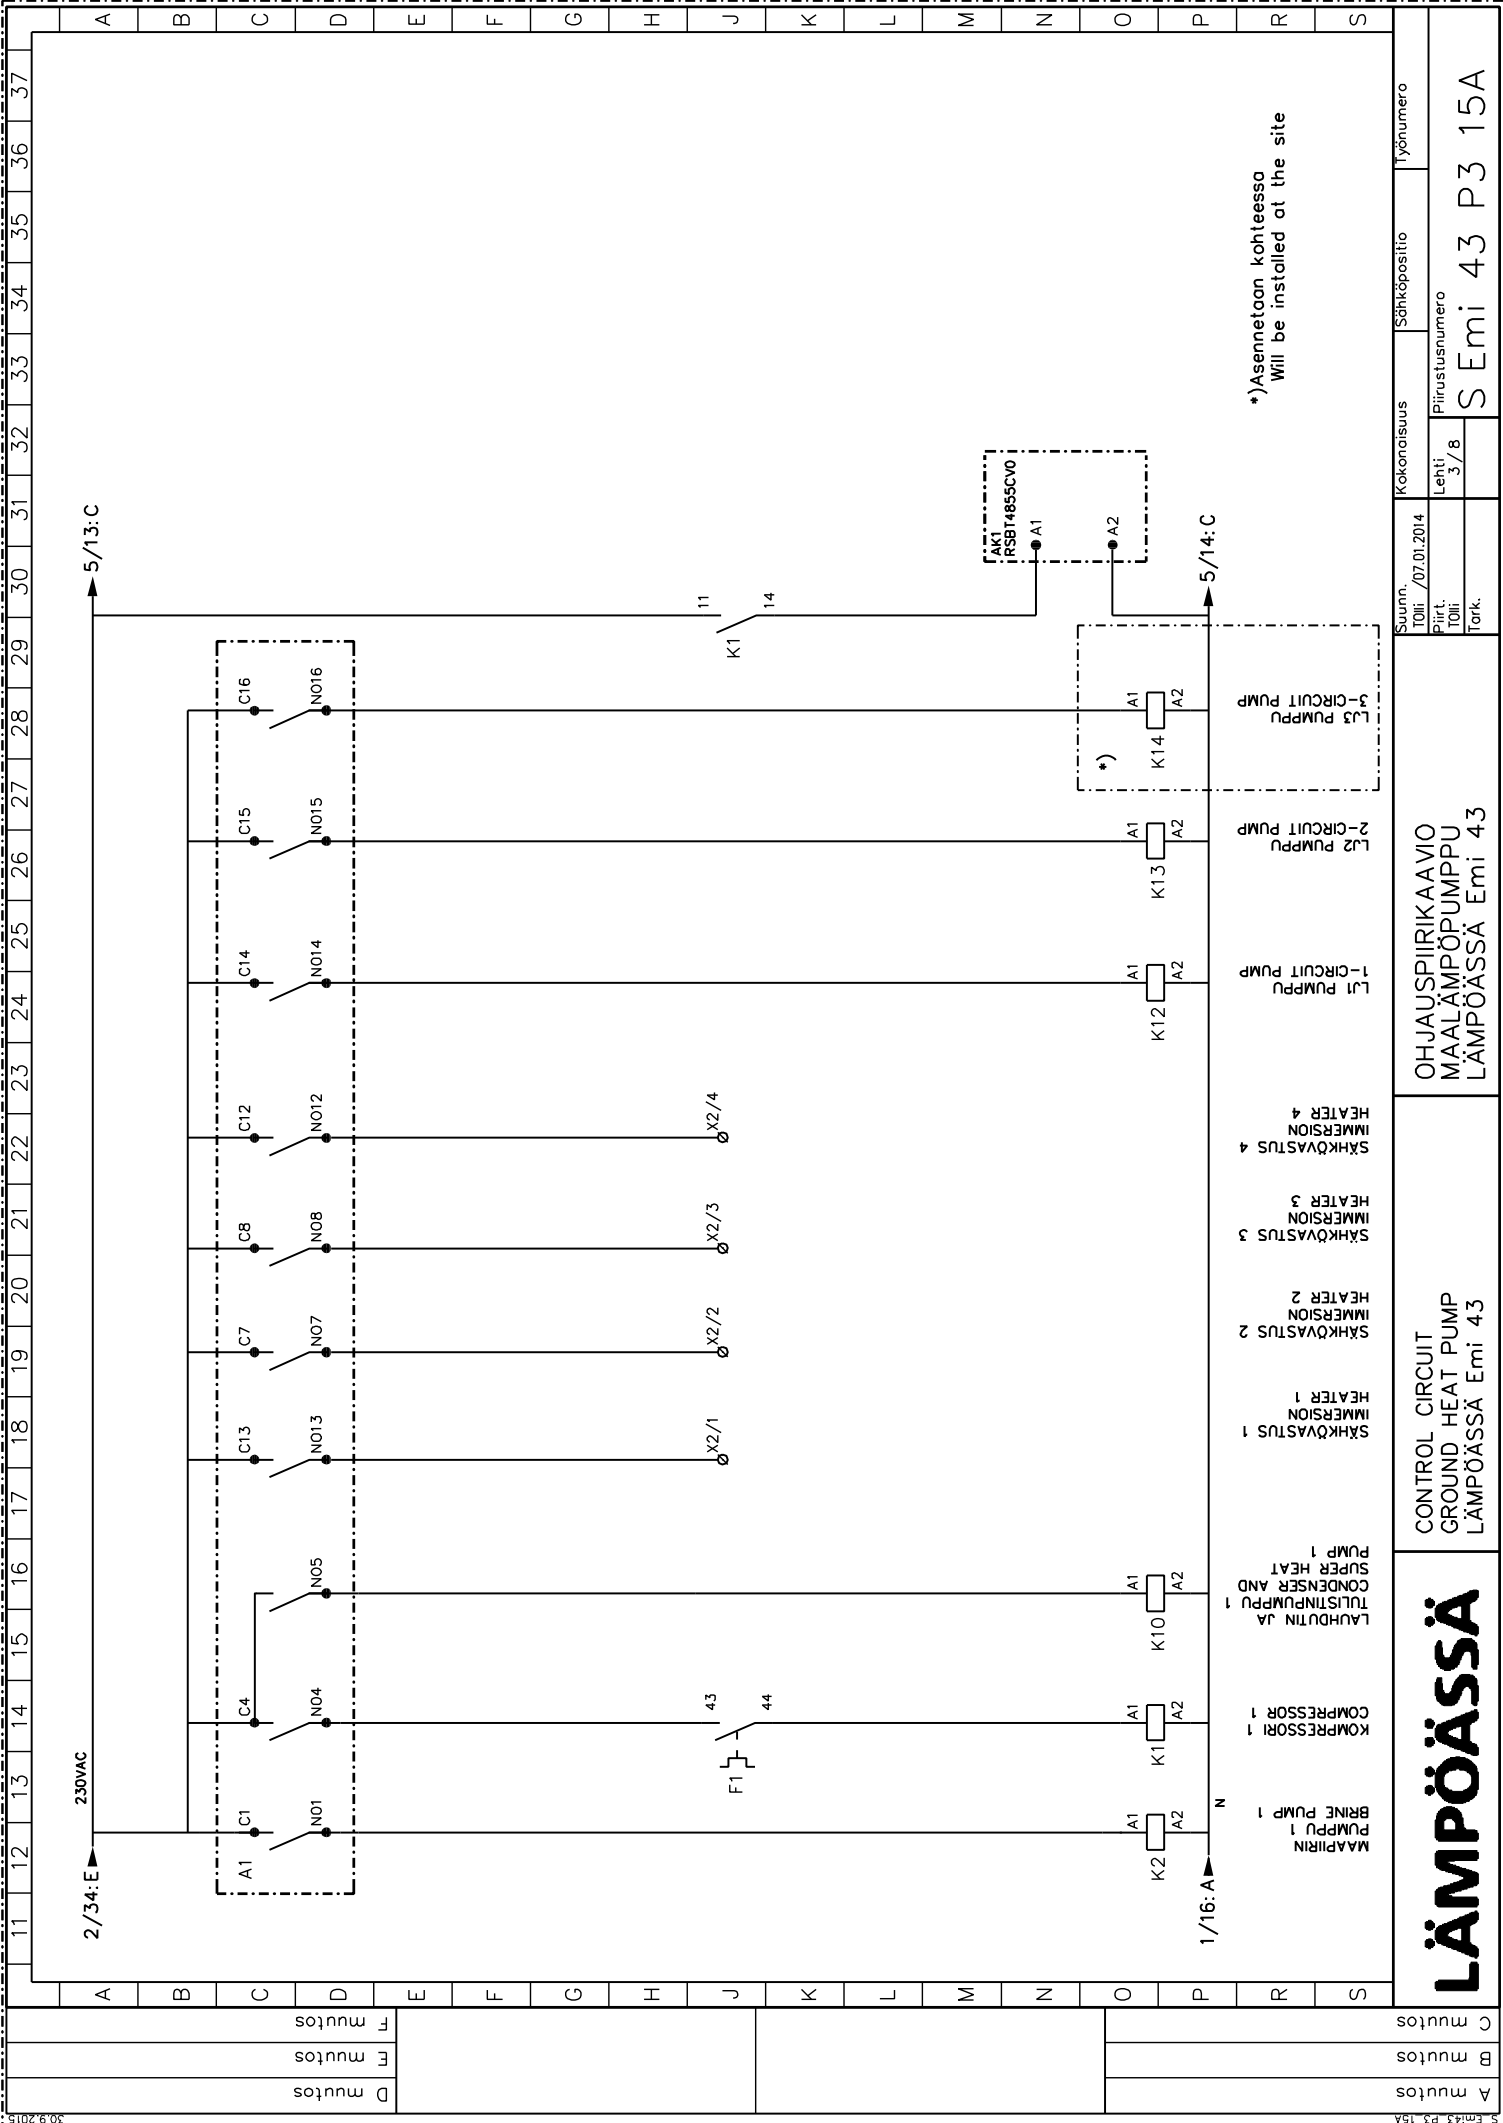 11 12 13 14 15 16 17 18 19 20 21 22 23 24 25 26 27 28 29 30 31 32 33 34 35 36 37
A
B
C
D
E
F
G
H
J
K
L
M
N
O
P
R
S
A
B
C
D
E
F
G
H
J
K
L
M
N
O
P
R
S
2/34:E
230VAC
5/13:C
A1
C1
C4
C13
C7
C8
C12
C14
C15
C16
NO1
NO4
NO5
NO13
NO7
NO8
NO12
NO14
NO15
NO16
F1
43
44
X2/1
X2/2
X2/3
X2/4
K1
11
14
AK1
RSBT4855CV0
A1
A2
K2
A1
A2
K1
A1
A2
K10
A1
A2
K12
A1
A2
K13
A1
A2
*)
K14
A1
A2
1/16:A
N
5/14:C
MAAPIIRIN
PUMPPU 1
BRINE PUMP 1
KOMPRESSORI 1
COMPRESSOR 1
LAUHDUTIN JA
TULISTINPUMPPU 1
CONDENSER AND
SUPER HEAT
PUMP 1
SÄHKÖVASTUS 1
IMMERSION
HEATER 1
SÄHKÖVASTUS 2
IMMERSION
HEATER 2
SÄHKÖVASTUS 3
IMMERSION
HEATER 3
SÄHKÖVASTUS 4
IMMERSION
HEATER 4
LJ1 PUMPPU
1-CIRCUIT PUMP
LJ2 PUMPPU
2-CIRCUIT PUMP
LJ3 PUMPPU
3-CIRCUIT PUMP
*)Asennetaan kohteessa
Will be installed at the site
LÄMPÖÄSSÄ
CONTROL CIRCUIT
GROUND HEAT PUMP
LÄMPÖÄSSÄ Emi 43
OHJAUSPIIRIKAAVIO
MAALÄMPÖPUMPPU
LÄMPÖÄSSÄ Emi 43
Suunn.
Tölli /07.01.2014
Piirt.
Tölli
Tark.
Kokonaisuus
Sähköpositio
Työnumero
Lehti
3/8
Piirustusnumero
S Emi 43 P3 15A
A muutos
B muutos
C muutos
D muutos
E muutos
F muutos
S_Emi43_P3_15A
30.9.2015